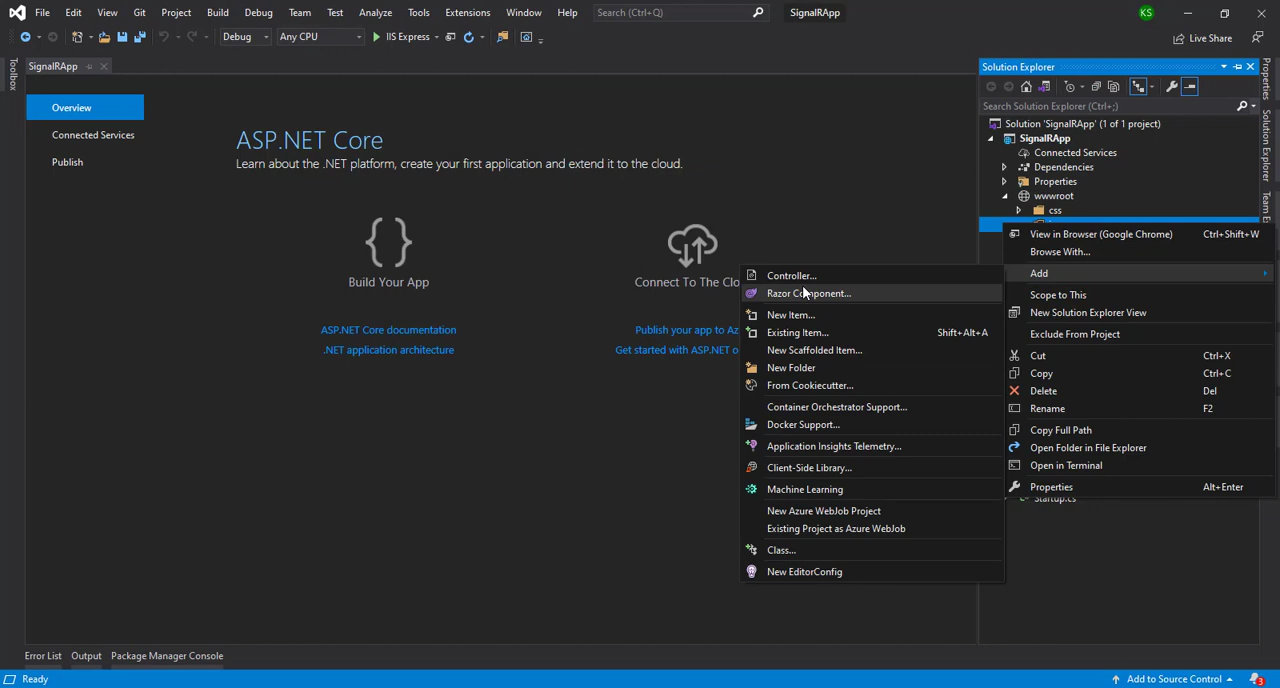 File Edit View Git Project Build Debug Team Test Analyze Tools Extensions Window Help Search (Ctrl+Q) SignalRApp KS
Debug Any CPU IIS Express Live Share
Toolbox
SignalRApp
Overview
Connected Services
Publish
ASP.NET Core
Learn about the .NET platform, create your first application and extend it to the cloud.
Build Your App
ASP.NET Core documentation
.NET application architecture
Connect To The Clo
Publish your app to Az
Get started with ASP.NET o
Solution Explorer
Search Solution Explorer (Ctrl+;)
Solution 'SignalRApp' (1 of 1 project)
SignalRApp
Connected Services
Dependencies
Properties
wwwroot
css
Startup.cs
Properties
Solution Explorer
Team E
View in Browser (Google Chrome) Ctrl+Shift+W
Browse With...
Add
Scope to This
New Solution Explorer View
Exclude From Project
Cut Ctrl+X
Copy Ctrl+C
Delete Del
Rename F2
Copy Full Path
Open Folder in File Explorer
Open in Terminal
Properties Alt+Enter
Controller...
Razor Component...
New Item...
Existing Item... Shift+Alt+A
New Scaffolded Item...
New Folder
From Cookiecutter...
Container Orchestrator Support...
Docker Support...
Application Insights Telemetry...
Client-Side Library...
Machine Learning
New Azure WebJob Project
Existing Project as Azure WebJob
Class...
New EditorConfig
Error List Output Package Manager Console
Ready Add to Source Control 3